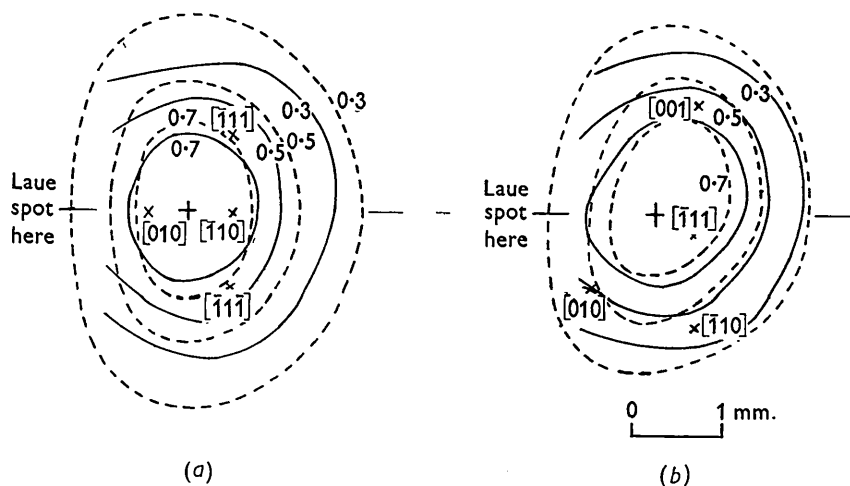 0·3
0·3
0·7
[1̄11]
0·7
0·5
0·5
Laue
spot
here
[010]
[1̄10]
[1̄11̄]
(a)
[001]
0·3
0·5
0·7
Laue
spot
here
[1̄11]
[010]
[1̄10]
0 1 mm.
(b)